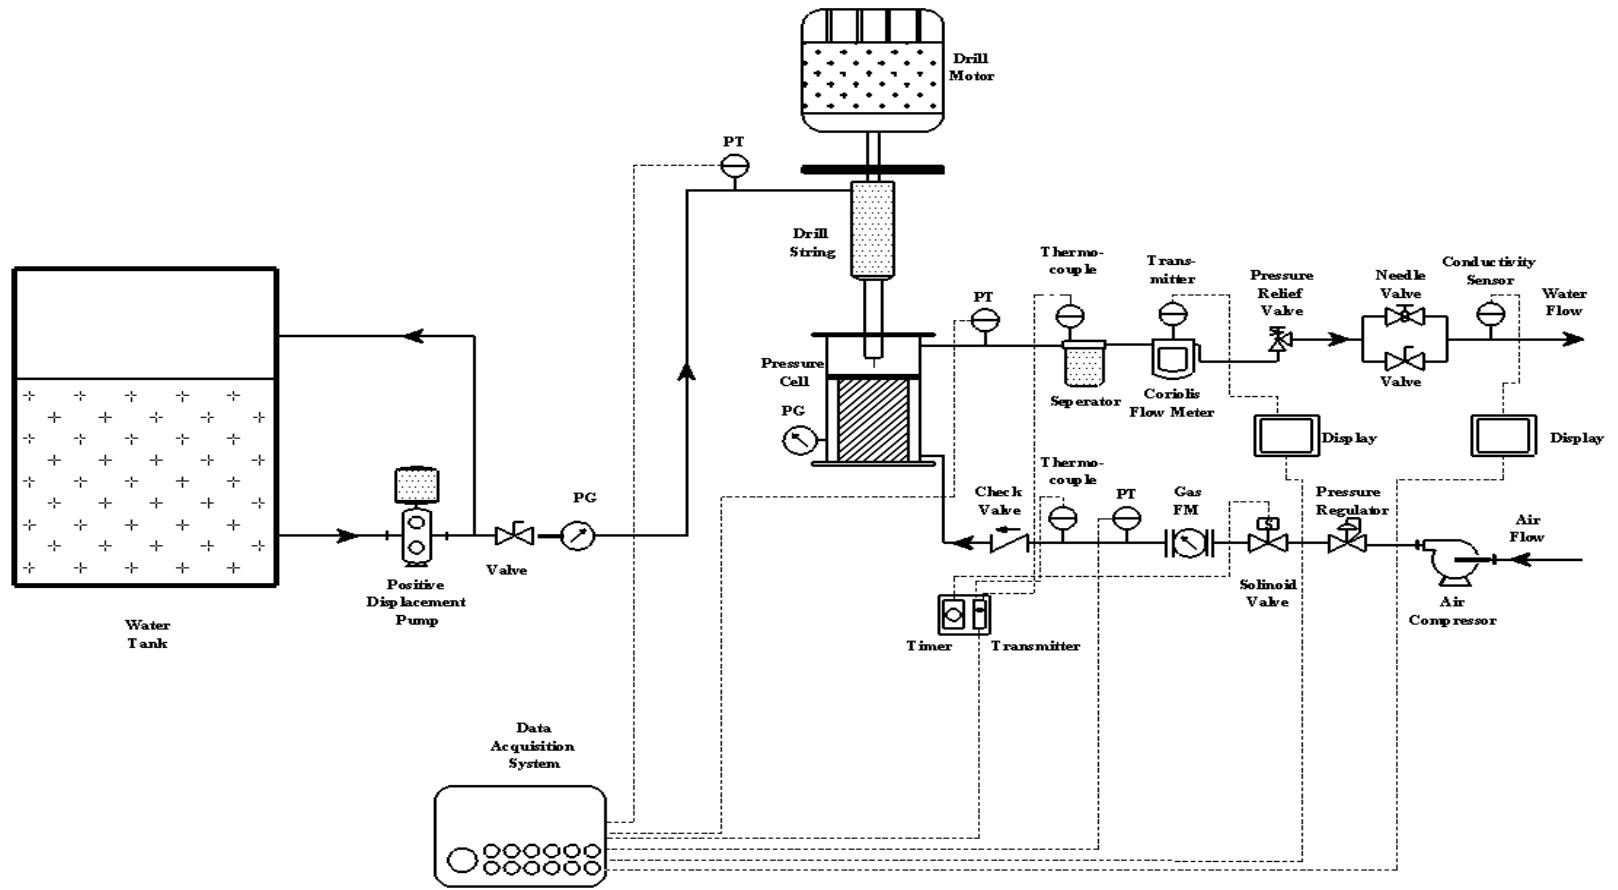 Drill
Motor
PT
Drill
String
Thermo-
couple
Trans-
mitter
Pressure
Relief
Valve
Needle
Valve
Conductivity
Sensor
Water
Flow
PT
Pressure
Cell
PG
Seperator
Coriolis
Flow Meter
Valve
Display
Display
Thermo-
couple
Check
Valve
PT
Gas
FM
S
Pressure
Regulator
Air
Flow
PG
Valve
Positive
Displacement
Pump
Water
Tank
Solinoid
Valve
Air
Compressor
Timer
Transmitter
Data
Acquisition
System